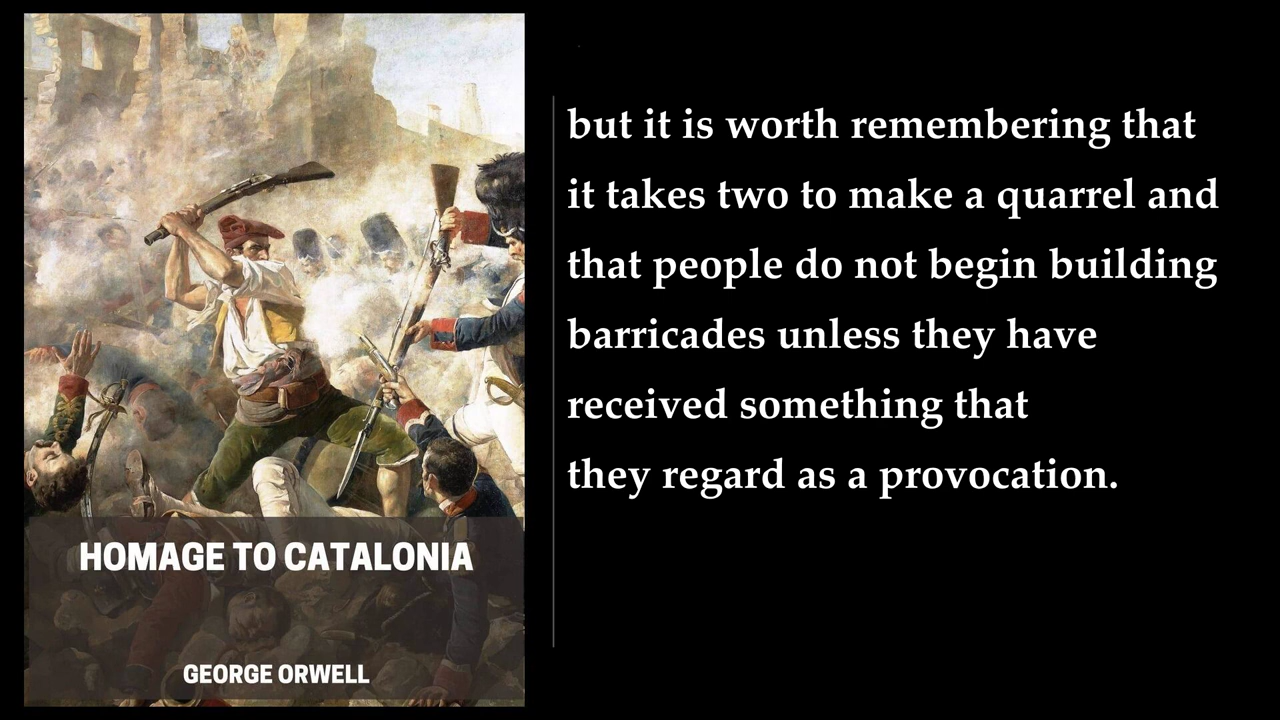 but it is worth remembering that
it takes two to make a quarrel and
that people do not begin building
barricades unless they have
received something that
they regard as a provocation.
HOMAGE TO CATALONIA
GEORGE ORWELL